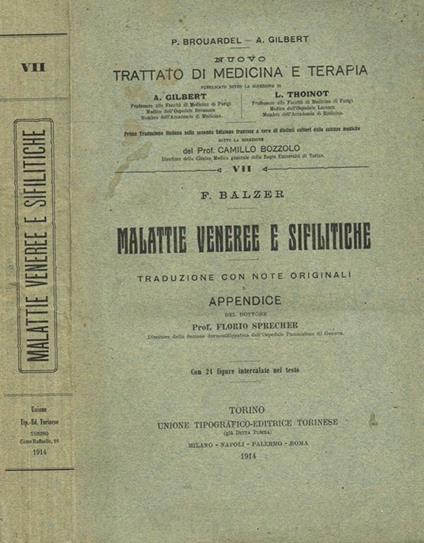 VII
MALATTIE VENEREE E SIFILITICHE
Unione
Tip.-Ed. Torinese
TORINO
Corso Raffaello, 28
1914
P. BROUARDEL - A. GILBERT
NUOVO
TRATTATO DI MEDICINA E TERAPIA
PUBBLICATO SOTTO LA DIREZIONE DI
A. GILBERT
Professore alla Facoltà di Medicina di Parigi
Medico dell'Ospedale Broussais
Membro dell'Accademia di Medicina.
L. THOINOT
Professore alla Facoltà di Medicina di Parigi
Medico dell'Ospedale Laennec
Membro dell'Accademia di Medicina.
Prima Traduzione italiana sulla seconda Edizione francese a cura di distinti cultori delle scienze mediche
SOTTO LA DIREZIONE
del Prof. CAMILLO BOZZOLO
Direttore della Clinica Medica generale della Regia Università di Torino.
VII
F. BALZER
MALATTIE VENEREE E SIFILITICHE
TRADUZIONE CON NOTE ORIGINALI
E
APPENDICE
DEL DOTTORE
Prof. FLORIO SPRECHER
Direttore della Sezione dermosifilopatica dell'Ospedale Pammatone di Genova.
Con 24 figure intercalate nel testo
TORINO
UNIONE TIPOGRAFICO-EDITRICE TORINESE
(già DITTA POMBA)
MILANO - NAPOLI - PALERMO - ROMA
1914